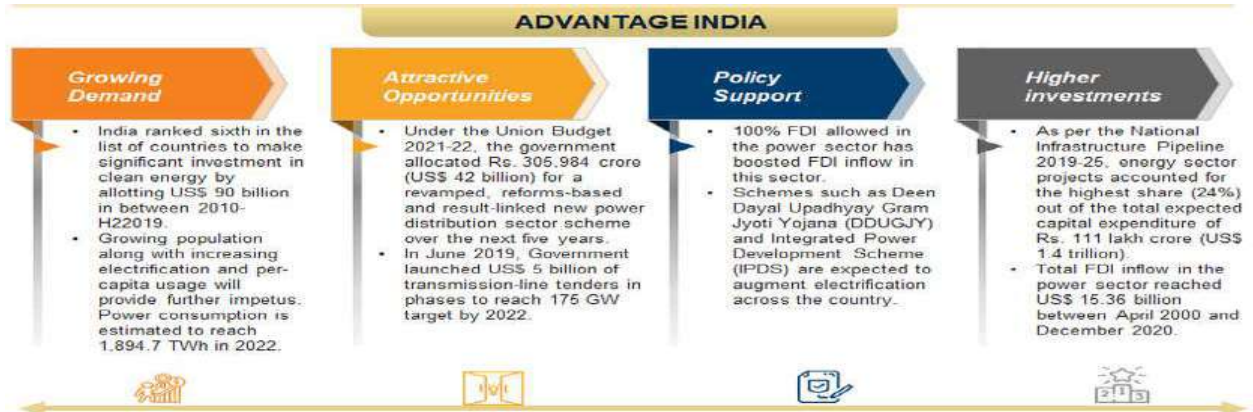 ADVANTAGE INDIA
Growing
Demand
• India ranked sixth in the
list of countries to make
significant investment in
clean energy by
allotting US$ 90 billion
in between 2010-
H22019.
• Growing population
along with increasing
electrification and per-
capita usage will
provide further impetus.
Power consumption is
estimated to reach
1,894.7 TWh in 2022.
Attractive
Opportunities
• Under the Union Budget
2021-22, the government
allocated Rs. 305,984 crore
(US$ 42 billion) for a
revamped, reforms-based
and result-linked new power
distribution sector scheme
over the next five years.
• In June 2019, Government
launched US$ 5 billion of
transmission-line tenders in
phases to reach 175 GW
target by 2022.
Policy
Support
• 100% FDI allowed in
the power sector has
boosted FDI inflow in
this sector.
• Schemes such as Deen
Dayal Upadhyay Gram
Jyoti Yojana (DDUGJY)
and Integrated Power
Development Scheme
(IPDS) are expected to
augment electrification
across the country.
Higher
investments
• As per the National
Infrastructure Pipeline
2019-25, energy sector
projects accounted for
the highest share (24%)
out of the total expected
capital expenditure of
Rs. 111 lakh crore (US$
1.4 trillion).
• Total FDI inflow in the
power sector reached
US$ 15.36 billion
between April 2000 and
December 2020.
2 1 3